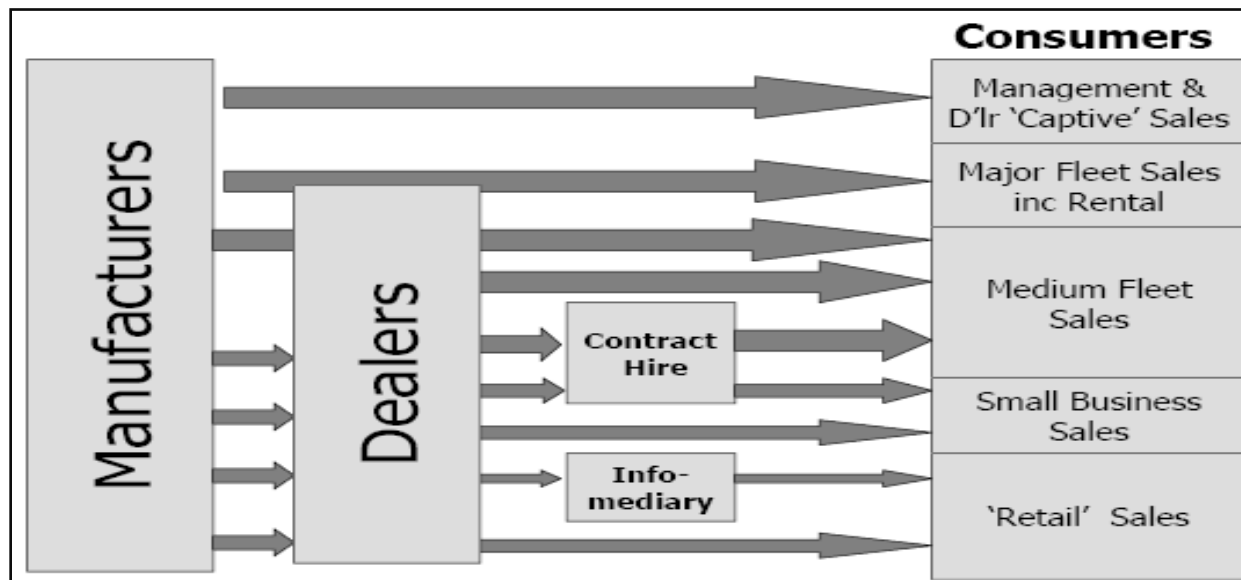 Consumers
Manufacturers
Dealers
Contract
Hire
Info-
mediary
Management &
D'lr ‘Captive’ Sales
Major Fleet Sales
inc Rental
Medium Fleet
Sales
Small Business
Sales
‘Retail’ Sales